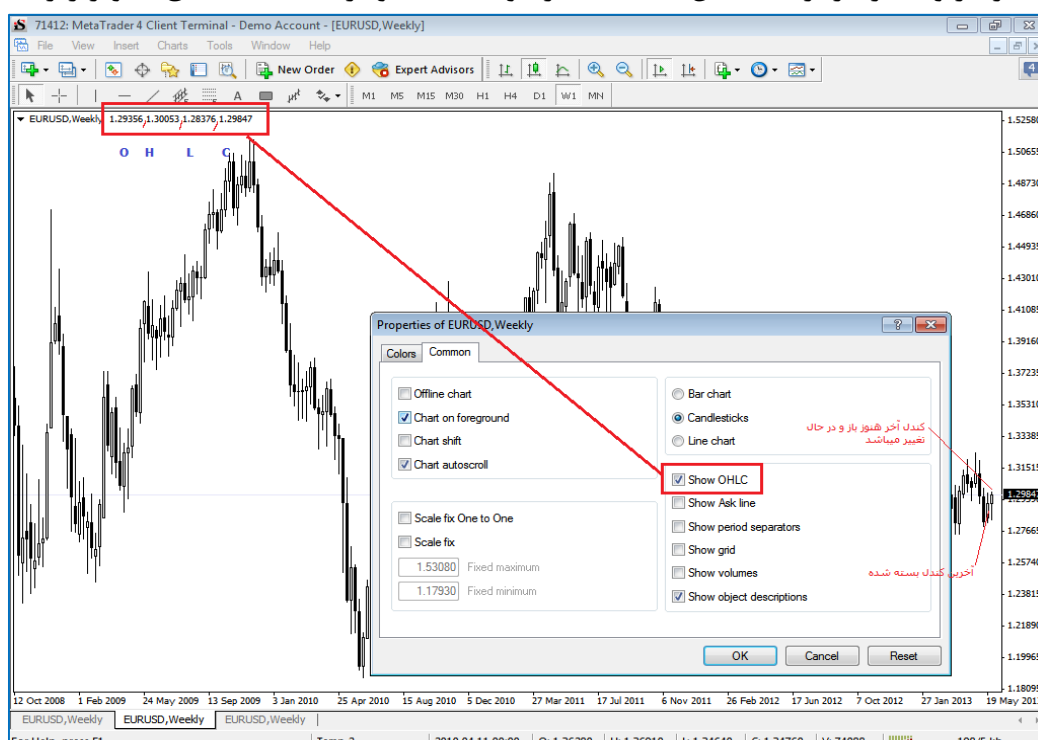 71412: MetaTrader 4 Client Terminal - Demo Account - [EURUSD,Weekly]
File View Insert Charts Tools Window Help
New Order Expert Advisors
A M1 M5 M15 M30 H1 H4 D1 W1 MN
EURUSD,Weekly 1.29356,1.30053,1.28376,1.29847
O H L C
1.52580
1.50655
1.48730
1.46860
1.44935
1.43010
1.41085
1.39160
1.37235
1.35310
1.33385
1.31515
1.29847
1.27665
1.25740
1.23815
1.21890
1.19965
1.18095
Properties of EURUSD,Weekly
Colors Common
Offline chart
Chart on foreground
Chart shift
Chart autoscroll
Scale fix One to One
Scale fix
1.53080 Fixed maximum
1.17930 Fixed minimum
Bar chart
Candlesticks
Line chart
کندل آخر هنوز باز و در حال
تغییر میباشد
Show OHLC
Show Ask line
Show period separators
Show grid
Show volumes
Show object descriptions
آخرین کندل بسته شده
OK Cancel Reset
12 Oct 2008 1 Feb 2009 24 May 2009 13 Sep 2009 3 Jan 2010 25 Apr 2010 15 Aug 2010 5 Dec 2010 27 Mar 2011 17 Jul 2011 6 Nov 2011 26 Feb 2012 17 Jun 2012 7 Oct 2012 27 Jan 2013 19 May 201
EURUSD,Weekly EURUSD,Weekly EURUSD,Weekly